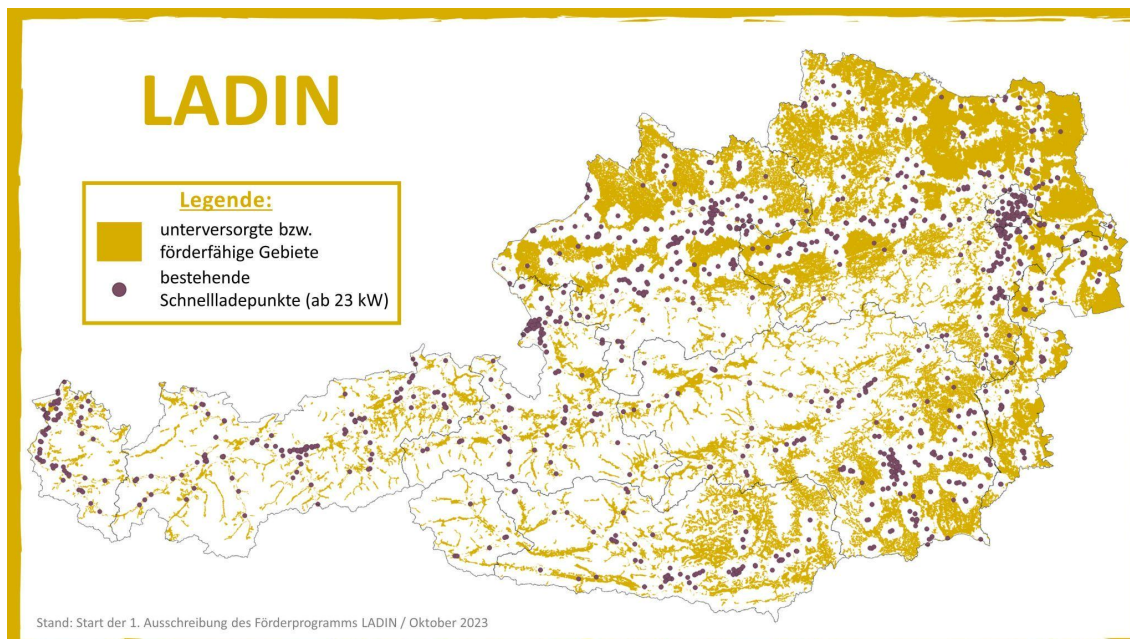 LADIN
Legende:
unterversorgte bzw.
förderfähige Gebiete
bestehende
Schnellladepunkte (ab 23 kW)
Stand: Start der 1. Ausschreibung des Förderprogramms LADIN / Oktober 2023